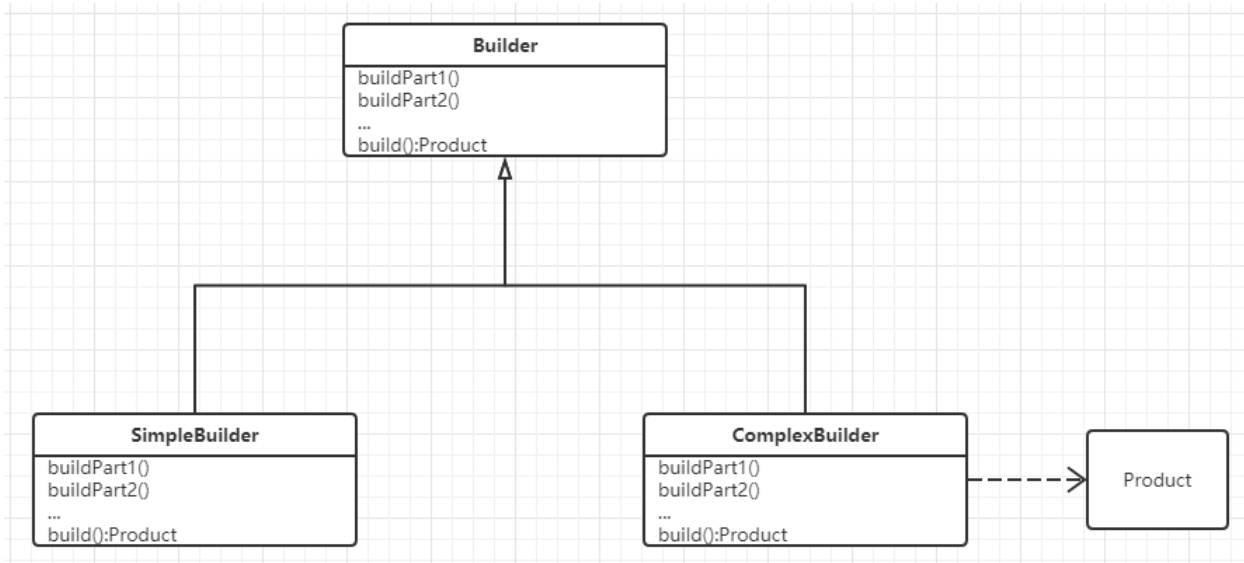 Builder
buildPart1()
buildPart2()
...
build():Product
SimpleBuilder
buildPart1()
buildPart2()
...
build():Product
ComplexBuilder
buildPart1()
buildPart2()
...
build():Product
Product